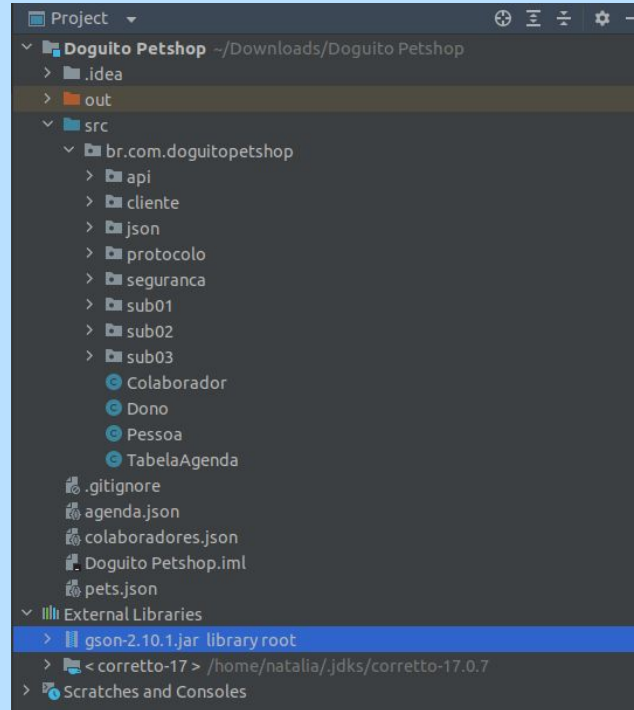 Project
Doguito Petshop ~/Downloads/Doguito Petshop
.idea
out
src
br.com.doguitopetshop
api
cliente
json
protocolo
seguranca
sub01
sub02
sub03
Colaborador
Dono
Pessoa
TabelaAgenda
.gitignore
agenda.json
colaboradores.json
Doguito Petshop.iml
pets.json
External Libraries
gson-2.10.1.jar library root
< corretto-17 > /home/natalia/.jdks/corretto-17.0.7
Scratches and Consoles